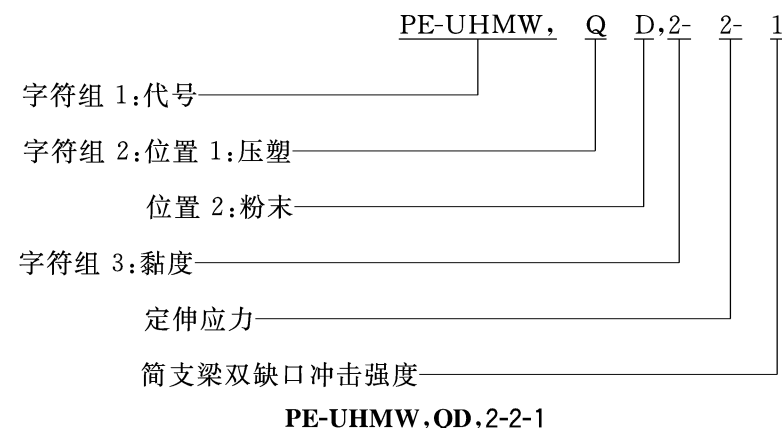 PE-UHMW, Q D,2- 2- 1
字符组 1:代号
字符组 2:位置 1:压塑
位置 2:粉末
字符组 3:黏度
定伸应力
简支梁双缺口冲击强度
PE-UHMW,QD,2-2-1